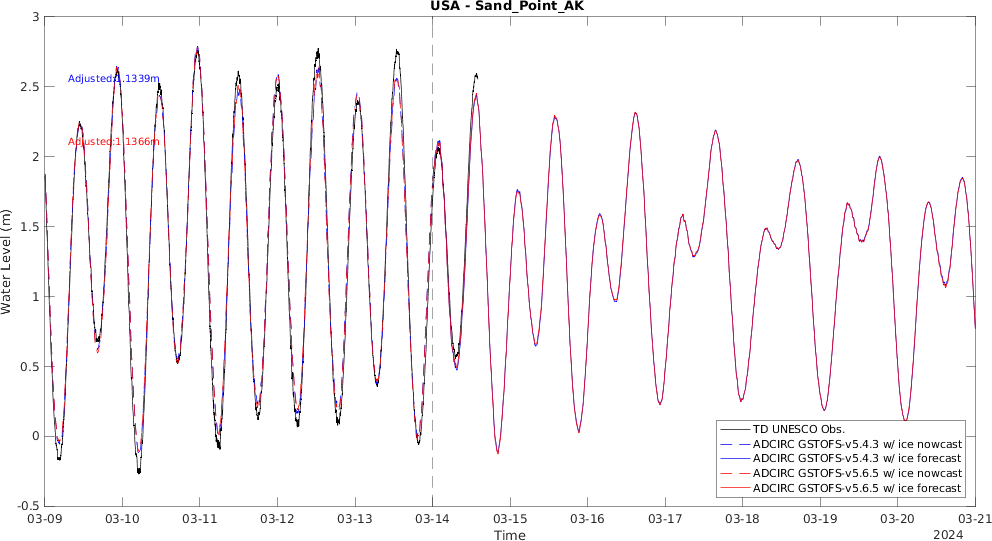 USA - Sand_Point_AK
3
2.5
2
1.5
1
0.5
0
-0.5
Water Level (m)
Adjusted:1.1339m
Adjusted:1.1366m
TD UNESCO Obs.
ADCIRC GSTOFS-v5.4.3 w/ ice nowcast
ADCIRC GSTOFS-v5.4.3 w/ ice forecast
ADCIRC GSTOFS-v5.6.5 w/ ice nowcast
ADCIRC GSTOFS-v5.6.5 w/ ice forecast
03-09 03-10 03-11 03-12 03-13 03-14 03-15 03-16 03-17 03-18 03-19 03-20 03-21
Time
2024